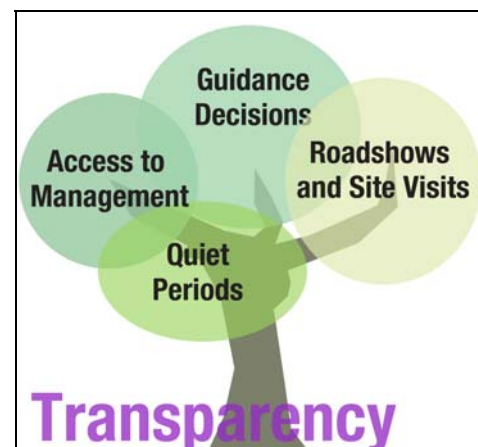 Guidance
Decisions
Access to
Management
Roadshows
and Site Visits
Quiet
Periods
Transparency